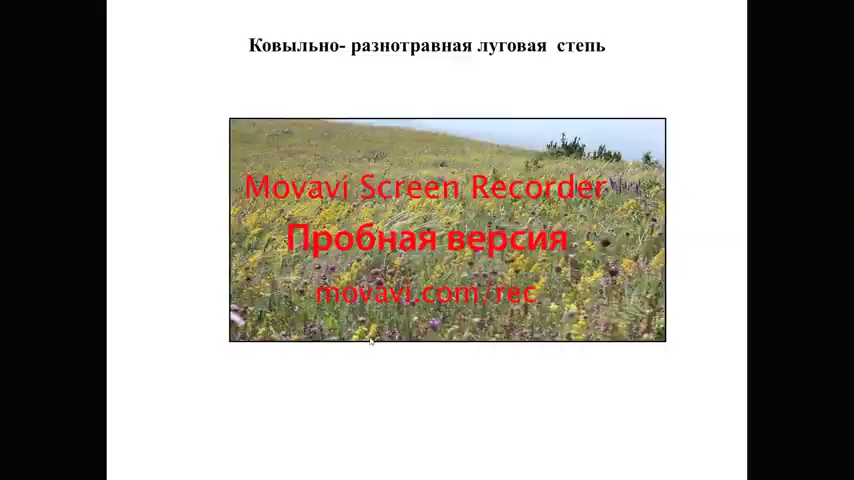 Ковыльно- разнотравная луговая степь
Movavi Screen Recorder
Пробная версия
movavi.com/rec